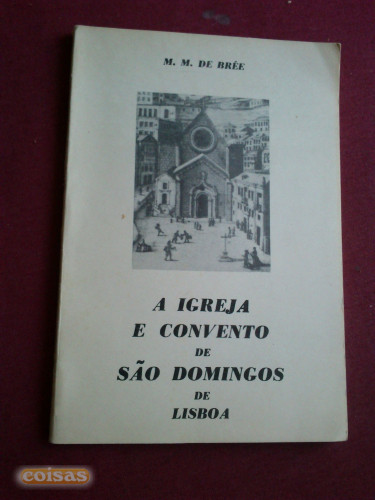 M. M. DE BRÉE
A IGREJA
E CONVENTO
DE
SÃO DOMINGOS
DE
LISBOA
coisas